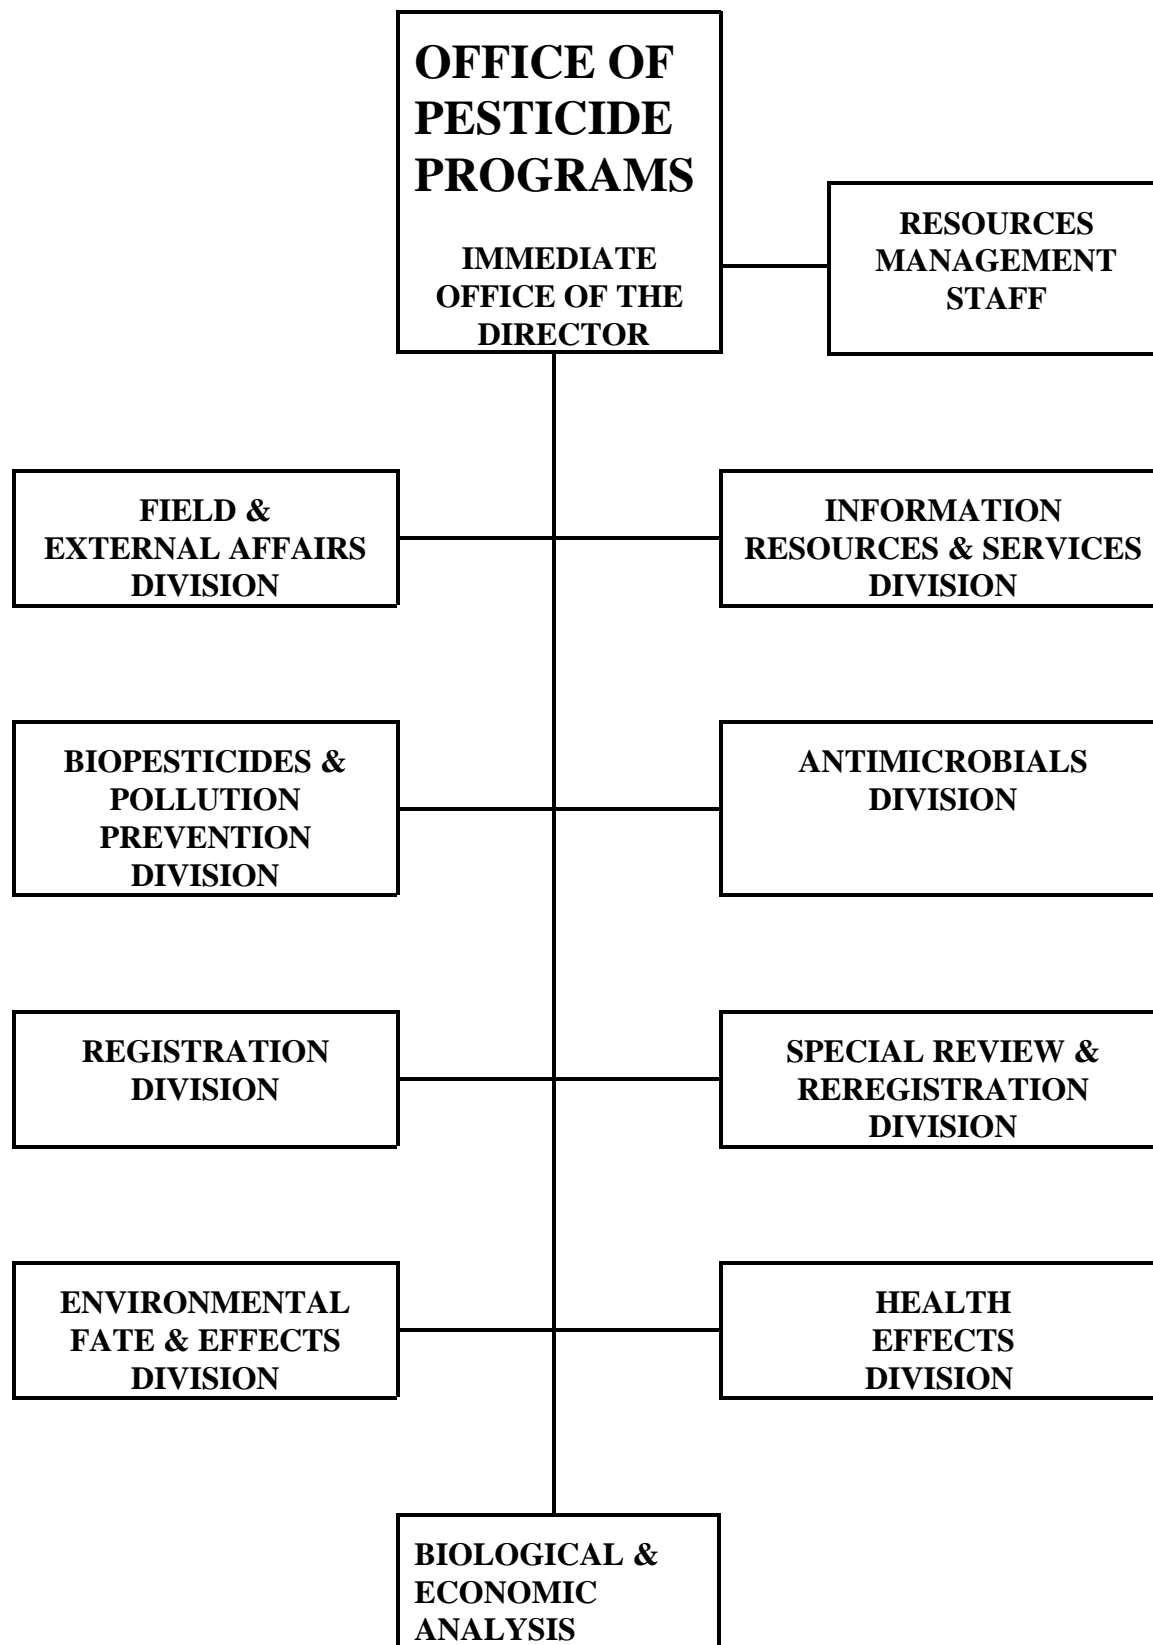 OFFICE OF
PESTICIDE
PROGRAMS
IMMEDIATE
OFFICE OF THE
DIRECTOR
RESOURCES
MANAGEMENT
STAFF
FIELD &
EXTERNAL AFFAIRS
DIVISION
INFORMATION
RESOURCES & SERVICES
DIVISION
BIOPESTICIDES &
POLLUTION
PREVENTION
DIVISION
ANTIMICROBIALS
DIVISION
REGISTRATION
DIVISION
SPECIAL REVIEW &
REREGISTRATION
DIVISION
ENVIRONMENTAL
FATE & EFFECTS
DIVISION
HEALTH
EFFECTS
DIVISION
BIOLOGICAL &
ECONOMIC
ANALYSIS